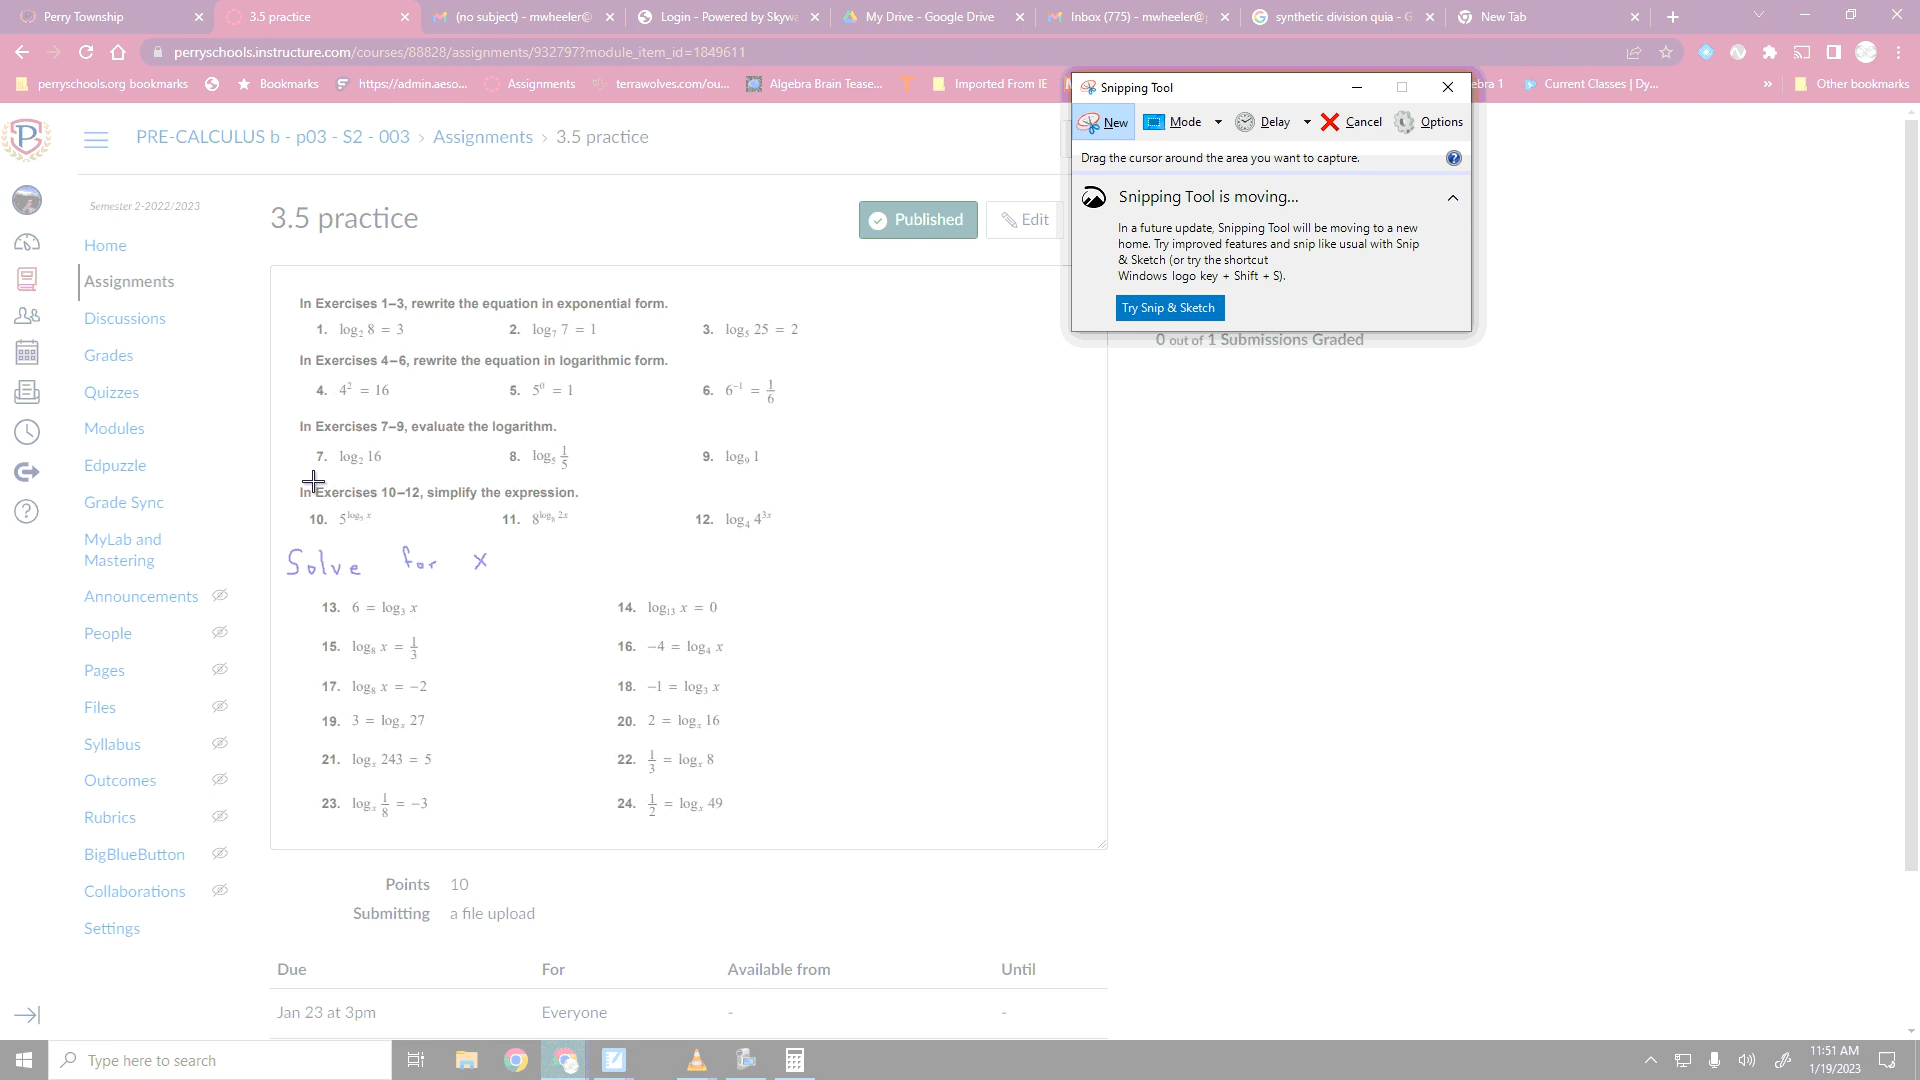 Perry Township
3.5 practice
(no subject) - mwheeler@
Login - Powered by Skyw
My Drive - Google Drive
Inbox (775) - mwheeler@
synthetic division quia - G
New Tab
perryschools.instructure.com/courses/88828/assignments/932797?module_item_id=1849611
perryschools.org bookmarks
Bookmarks
https://admin.aeso...
Assignments
terrawolves.com/ou...
Algebra Brain Tease...
Imported From IE
ebra 1
Current Classes | Dy...
»
Other bookmarks
Snipping Tool
New
Mode
Delay
Cancel
Options
Drag the cursor around the area you want to capture.
Snipping Tool is moving...
In a future update, Snipping Tool will be moving to a new
home. Try improved features and snip like usual with Snip
& Sketch (or try the shortcut
Windows logo key + Shift + S).
Try Snip & Sketch
0 out of 1 Submissions Graded
PRE-CALCULUS b - p03 - S2 - 003 › Assignments › 3.5 practice
Semester 2-2022/2023
Home
Assignments
Discussions
Grades
Quizzes
Modules
Edpuzzle
Grade Sync
MyLab and
Mastering
Announcements
People
Pages
Files
Syllabus
Outcomes
Rubrics
BigBlueButton
Collaborations
Settings
3.5 practice
Published
Edit
In Exercises 1–3, rewrite the equation in exponential form.
1. log₂ 8 = 3 2. log₇ 7 = 1 3. log₅ 25 = 2
In Exercises 4–6, rewrite the equation in logarithmic form.
4. 4² = 16 5. 5⁰ = 1 6. 6⁻¹ = 1/6
In Exercises 7–9, evaluate the logarithm.
7. log₂ 16 8. log₅ 1/5 9. log₉ 1
In Exercises 10–12, simplify the expression.
10. 5^(log₅ x) 11. 8^(log₈ 2x) 12. log₄ 4^(3x)
Solve for x
13. 6 = log₃ x 14. log₁₃ x = 0
15. log₈ x = 1/3 16. −4 = log₄ x
17. log₈ x = −2 18. −1 = log₃ x
19. 3 = logₓ 27 20. 2 = logₓ 16
21. logₓ 243 = 5 22. 1/3 = logₓ 8
23. logₓ 1/8 = −3 24. 1/2 = logₓ 49
Points 10
Submitting a file upload
Due For Available from Until
Jan 23 at 3pm Everyone - -
Type here to search
11:51 AM
1/19/2023